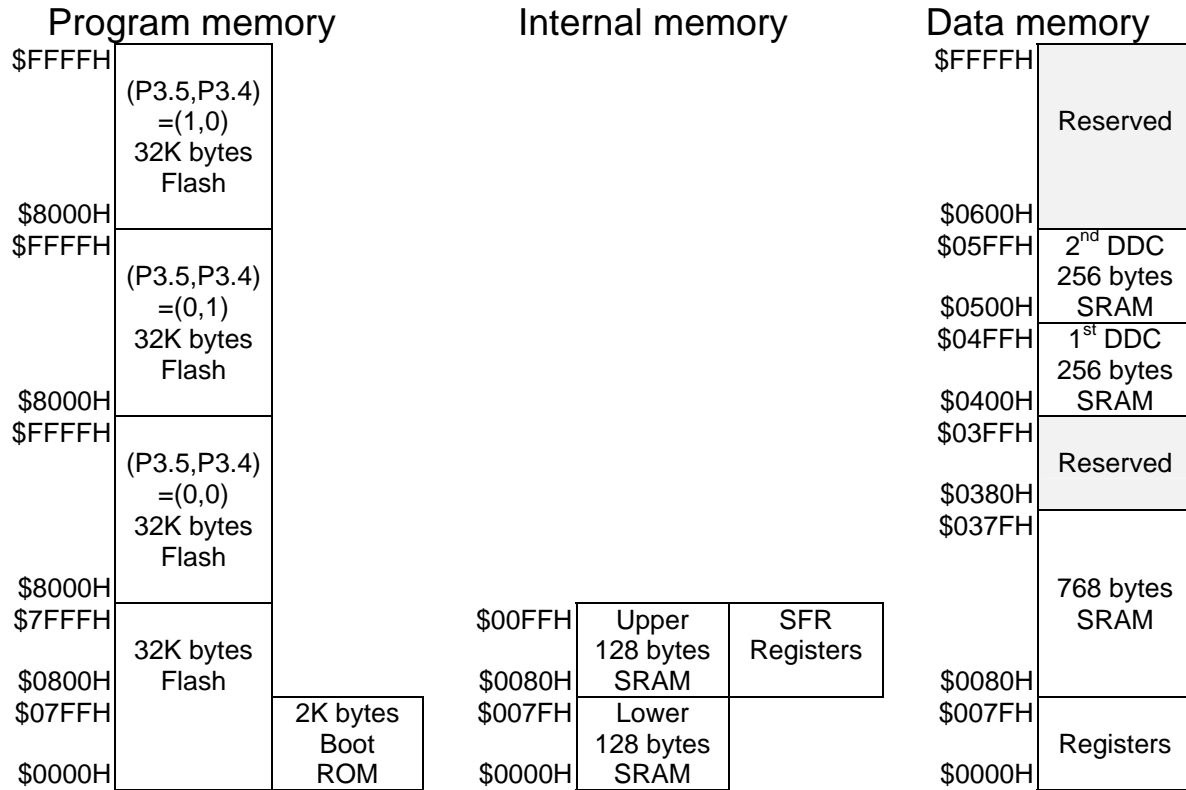 Program memory
Internal memory
Data memory
$FFFFH
(P3.5,P3.4)
=(1,0)
32K bytes
Flash
$8000H
$FFFFH
(P3.5,P3.4)
=(0,1)
32K bytes
Flash
$8000H
$FFFFH
(P3.5,P3.4)
=(0,0)
32K bytes
Flash
$8000H
$7FFFH
32K bytes
Flash
$0800H
$07FFH
2K bytes
Boot
ROM
$0000H
$00FFH
Upper
128 bytes
SRAM
SFR
Registers
$0080H
$007FH
Lower
128 bytes
SRAM
$0000H
$FFFFH
Reserved
$0600H
$05FFH
2nd DDC
256 bytes
SRAM
$0500H
$04FFH
1st DDC
256 bytes
SRAM
$0400H
$03FFH
Reserved
$0380H
$037FH
768 bytes
SRAM
$0080H
$007FH
Registers
$0000H